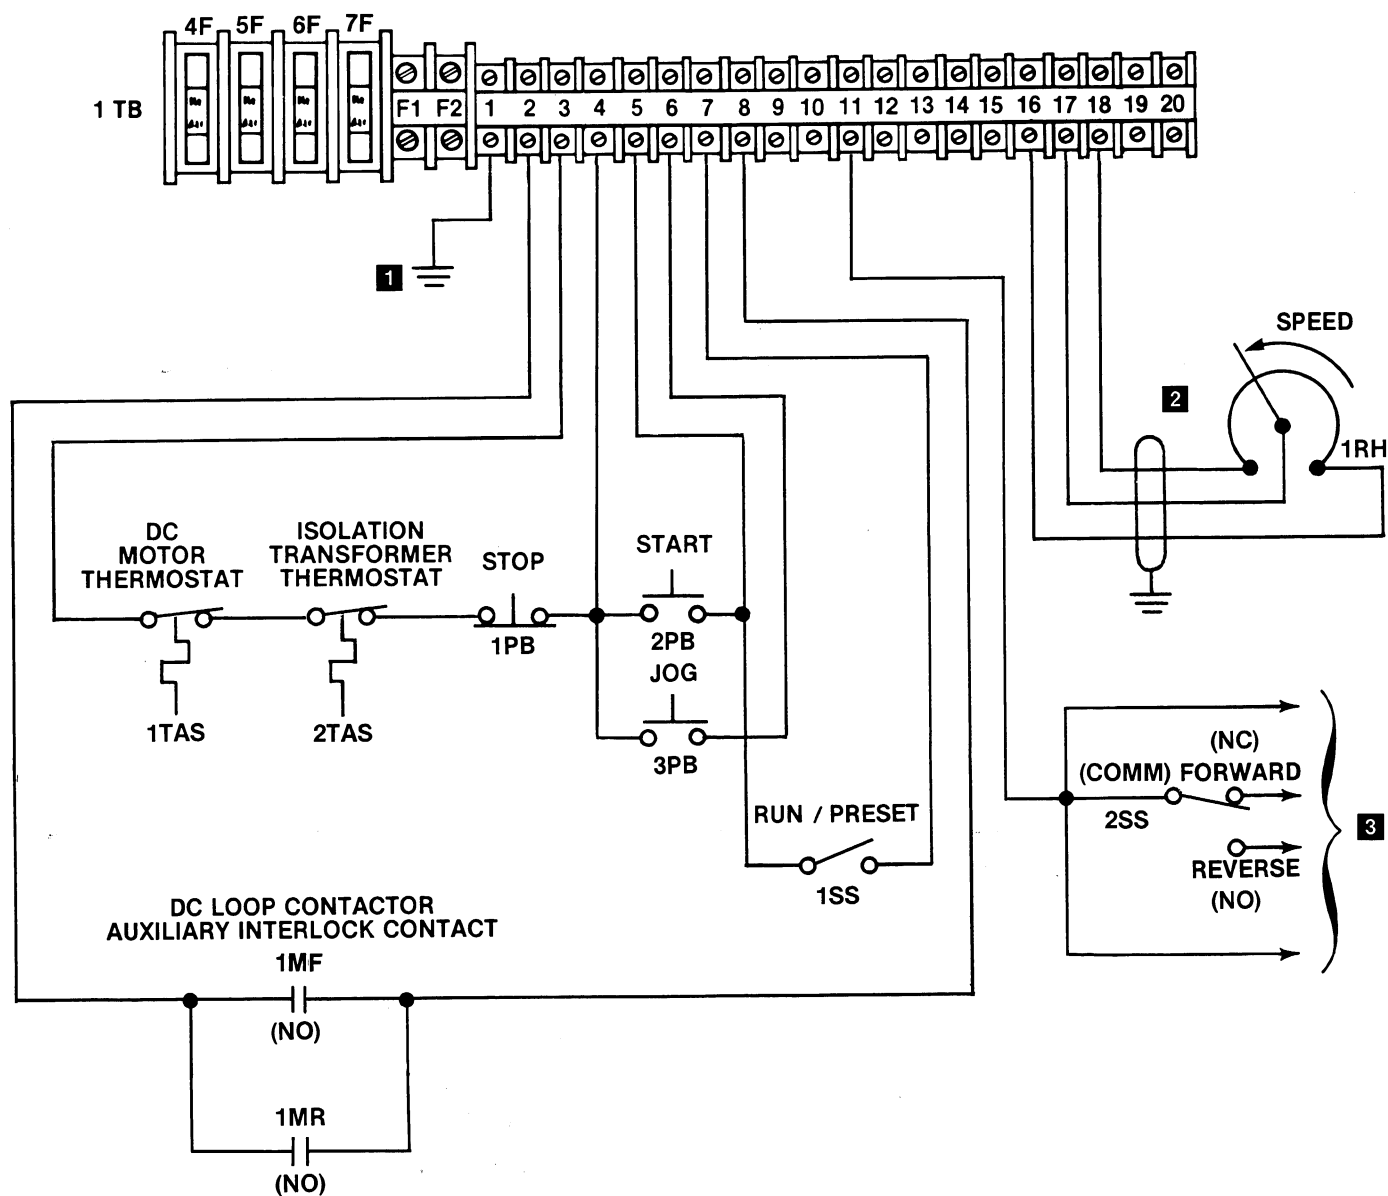 4F 5F 6F 7F
1 TB
F1 F2 1 2 3 4 5 6 7 8 9 10 11 12 13 14 15 16 17 18 19 20
1
SPEED
2
1RH
DC
MOTOR
THERMOSTAT
ISOLATION
TRANSFORMER
THERMOSTAT
STOP
START
1PB
2PB
JOG
1TAS
2TAS
3PB
(NC)
(COMM) FORWARD
2SS
3
REVERSE
(NO)
RUN / PRESET
1SS
DC LOOP CONTACTOR
AUXILIARY INTERLOCK CONTACT
1MF
(NO)
1MR
(NO)